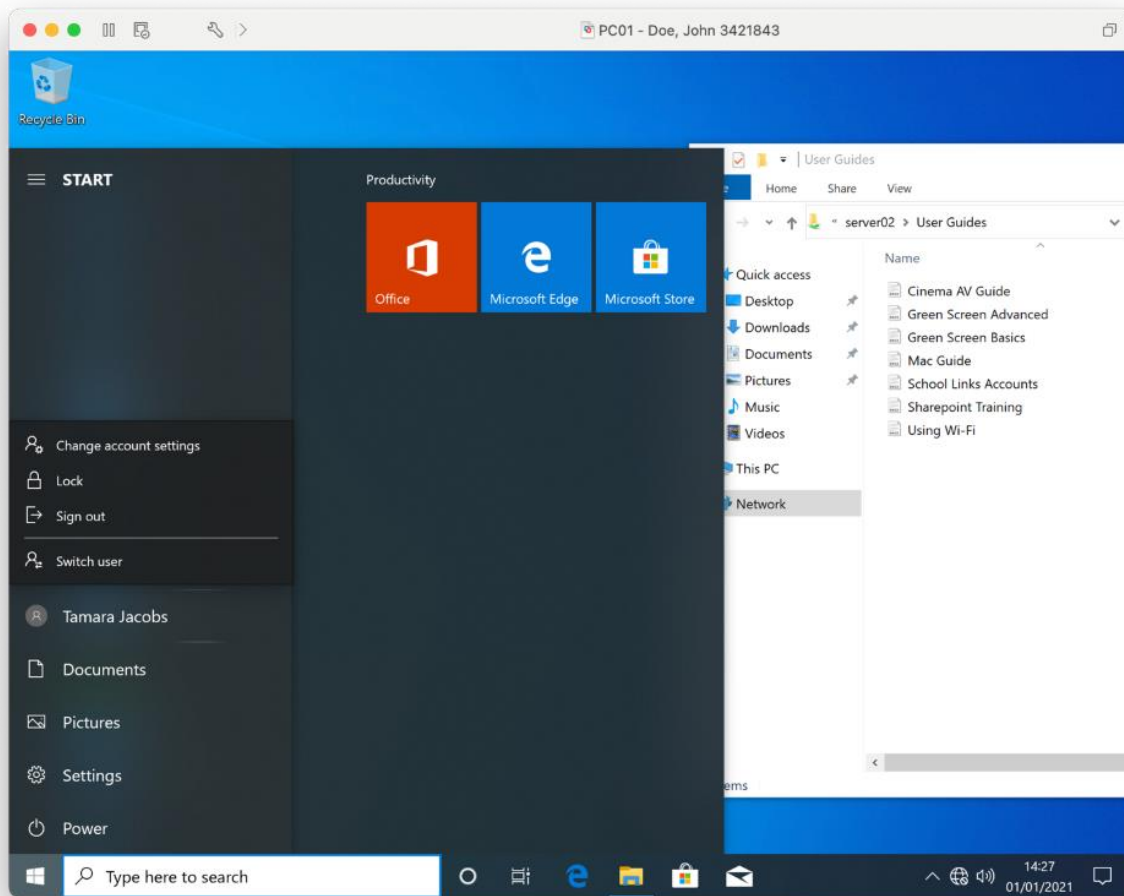 PC01 - Doe, John 3421843
Recycle Bin
START
Productivity
Office
Microsoft Edge
Microsoft Store
Change account settings
Lock
Sign out
Switch user
Tamara Jacobs
Documents
Pictures
Settings
Power
Type here to search
User Guides
Home Share View
server02 > User Guides
Quick access
Desktop
Downloads
Documents
Pictures
Music
Videos
This PC
Network
Name
Cinema AV Guide
Green Screen Advanced
Green Screen Basics
Mac Guide
School Links Accounts
Sharepoint Training
Using Wi-Fi
14:27
01/01/2021